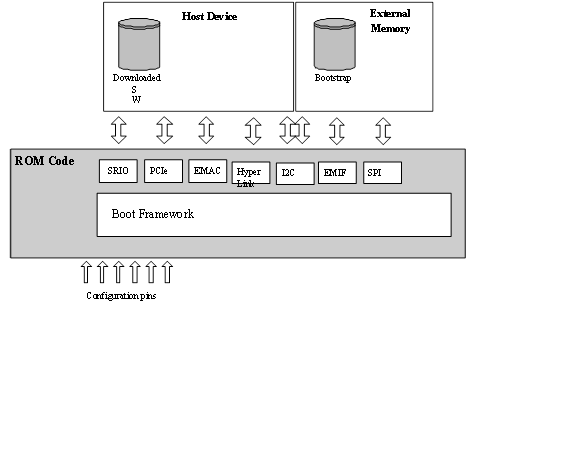 Host Device
External
Memory
Downloaded
S
W
Bootstrap
ROM Code
SRIO
PCIe
EMAC
Hyper
Link
I2C
EMIF
SPI
Boot Framework
Configuration pins